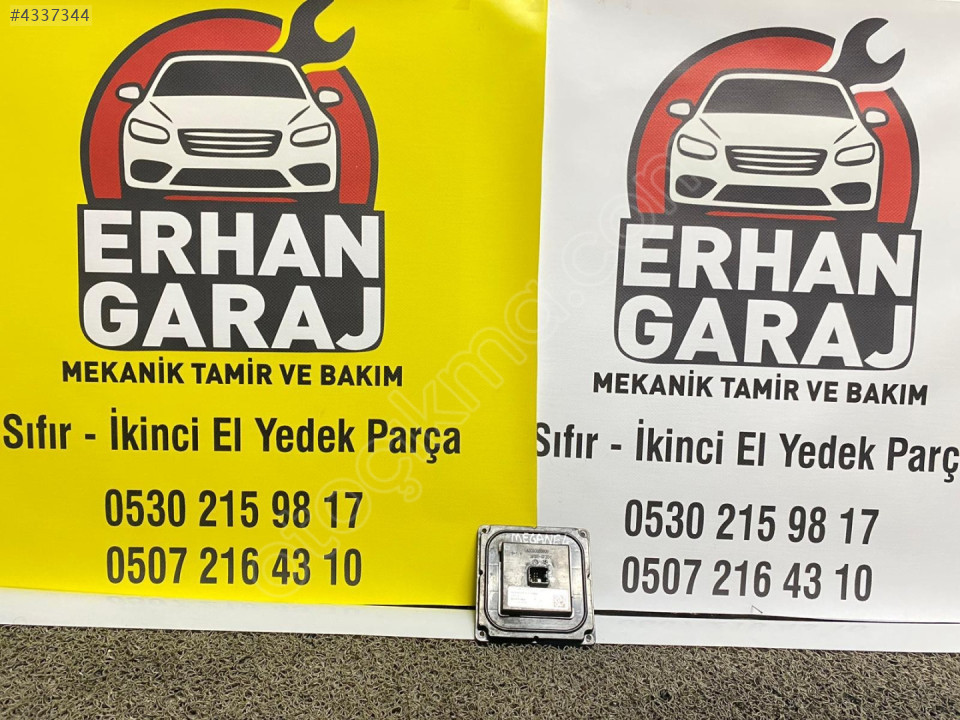 #4337344
ERHAN
GARAJ
MEKANİK TAMİR VE BAKIM
Sıfır - İkinci El Yedek Parça
0530 215 98 17
0507 216 43 10
ERHAN
GARAJ
MEKANİK TAMİR VE BAKIM
Sıfır - İkinci El Yedek Parç
0530 215 98 17
0507 216 43 10
otoçıkma.com